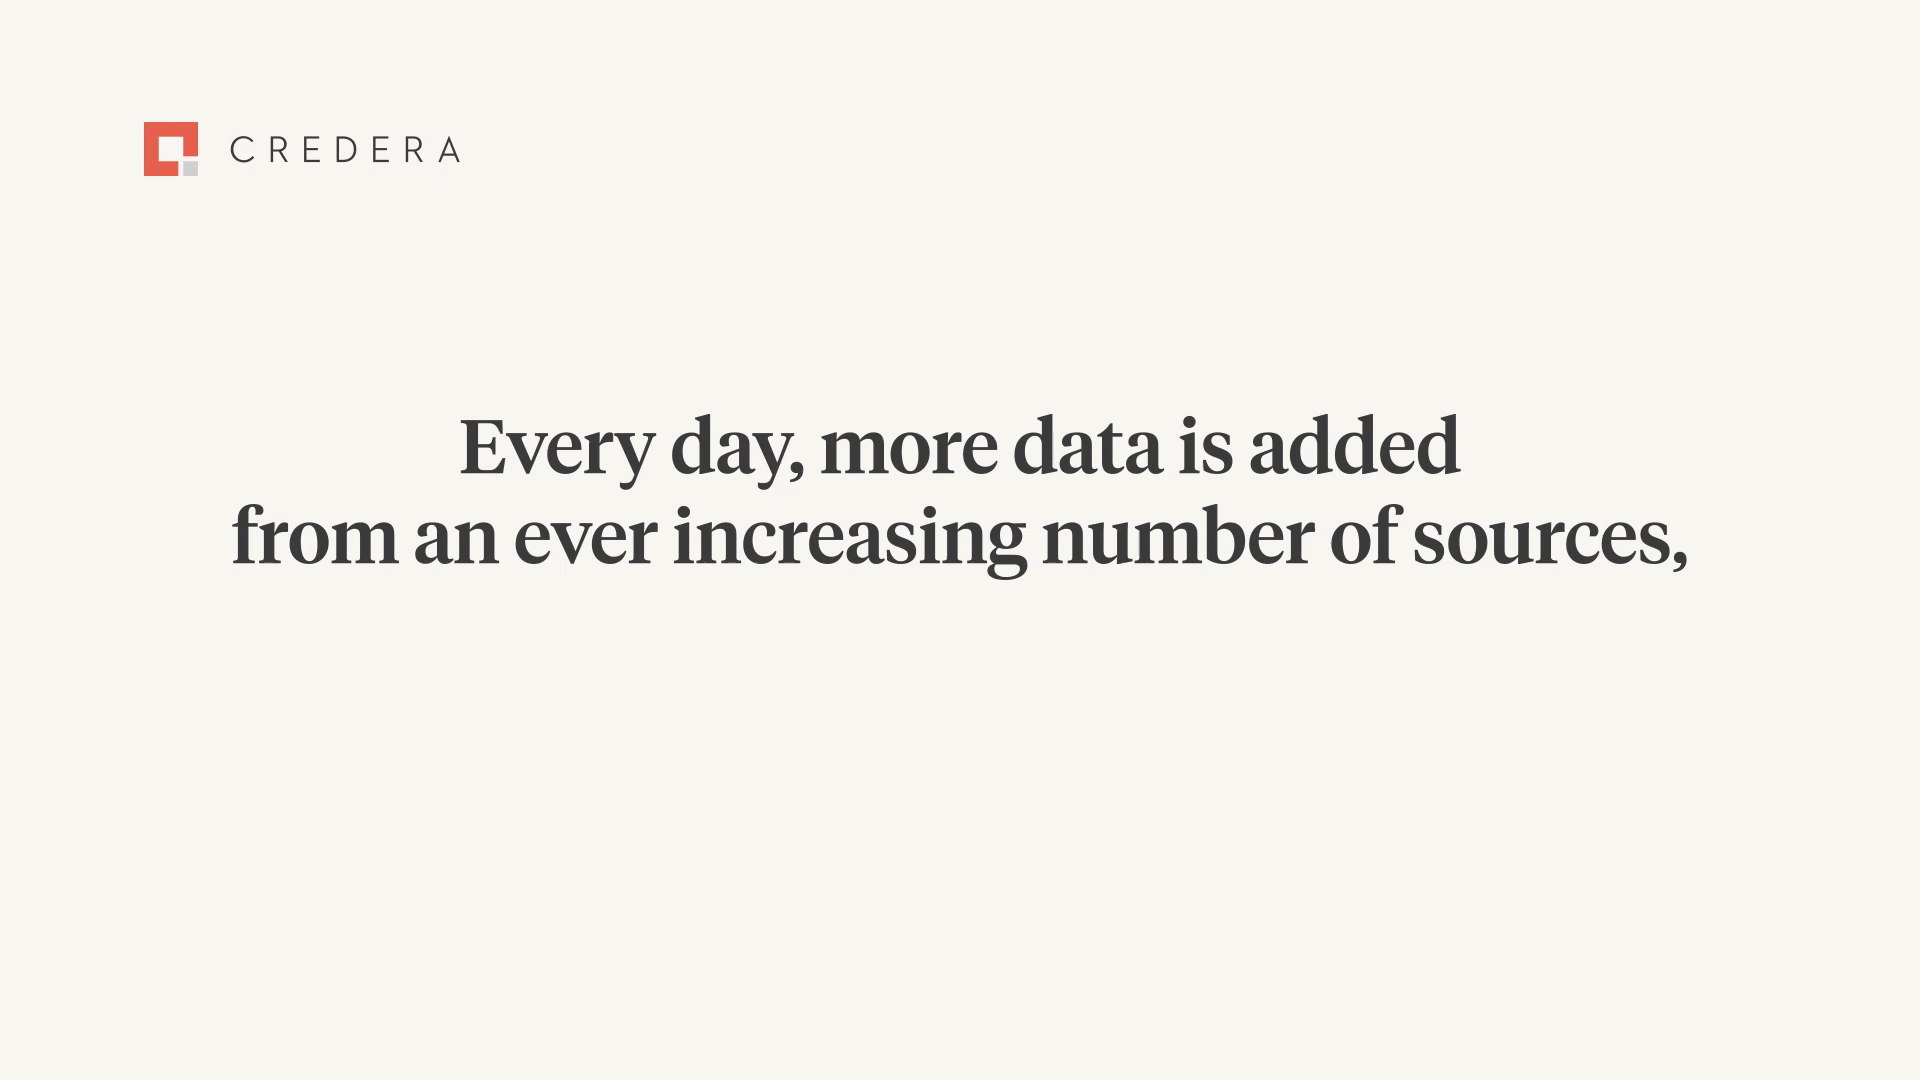 CREDERA
Every day, more data is added
from an ever increasing number of sources,